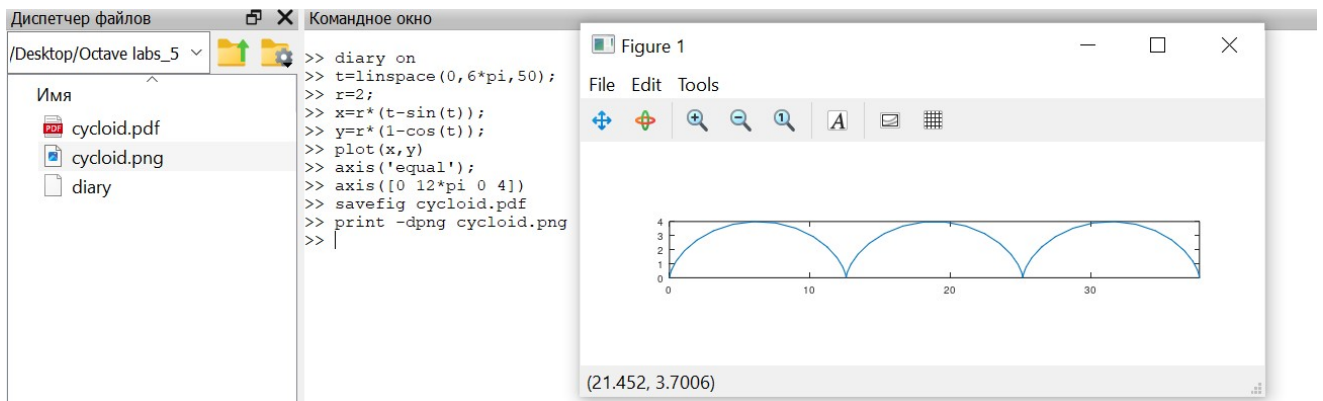 Диспетчер файлов
/Desktop/Octave labs_5
Имя
cycloid.pdf
cycloid.png
diary
Командное окно
>> diary on
>> t=linspace(0,6*pi,50);
>> r=2;
>> x=r*(t-sin(t));
>> y=r*(1-cos(t));
>> plot(x,y)
>> axis('equal');
>> axis([0 12*pi 0 4])
>> savefig cycloid.pdf
>> print -dpng cycloid.png
>>
Figure 1
File Edit Tools
4
3
2
1
0
0 10 20 30
(21.452, 3.7006)